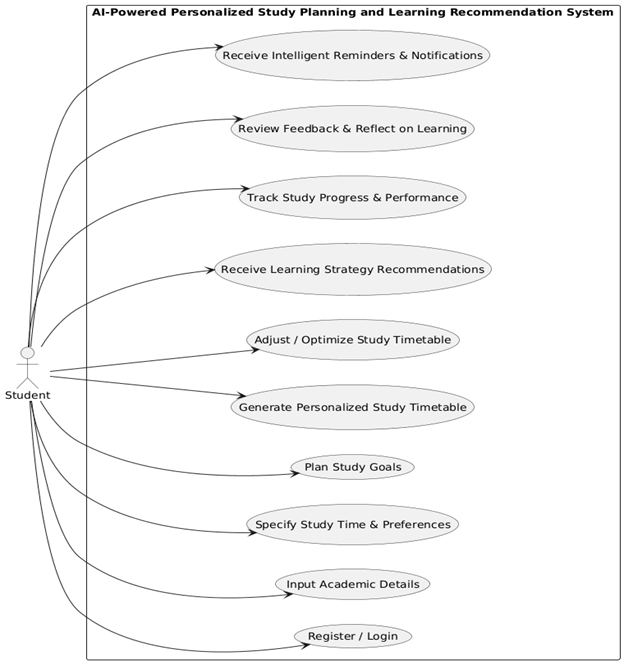 AI-Powered Personalized Study Planning and Learning Recommendation System
Receive Intelligent Reminders & Notifications
Review Feedback & Reflect on Learning
Track Study Progress & Performance
Receive Learning Strategy Recommendations
Adjust / Optimize Study Timetable
Student
Generate Personalized Study Timetable
Plan Study Goals
Specify Study Time & Preferences
Input Academic Details
Register / Login